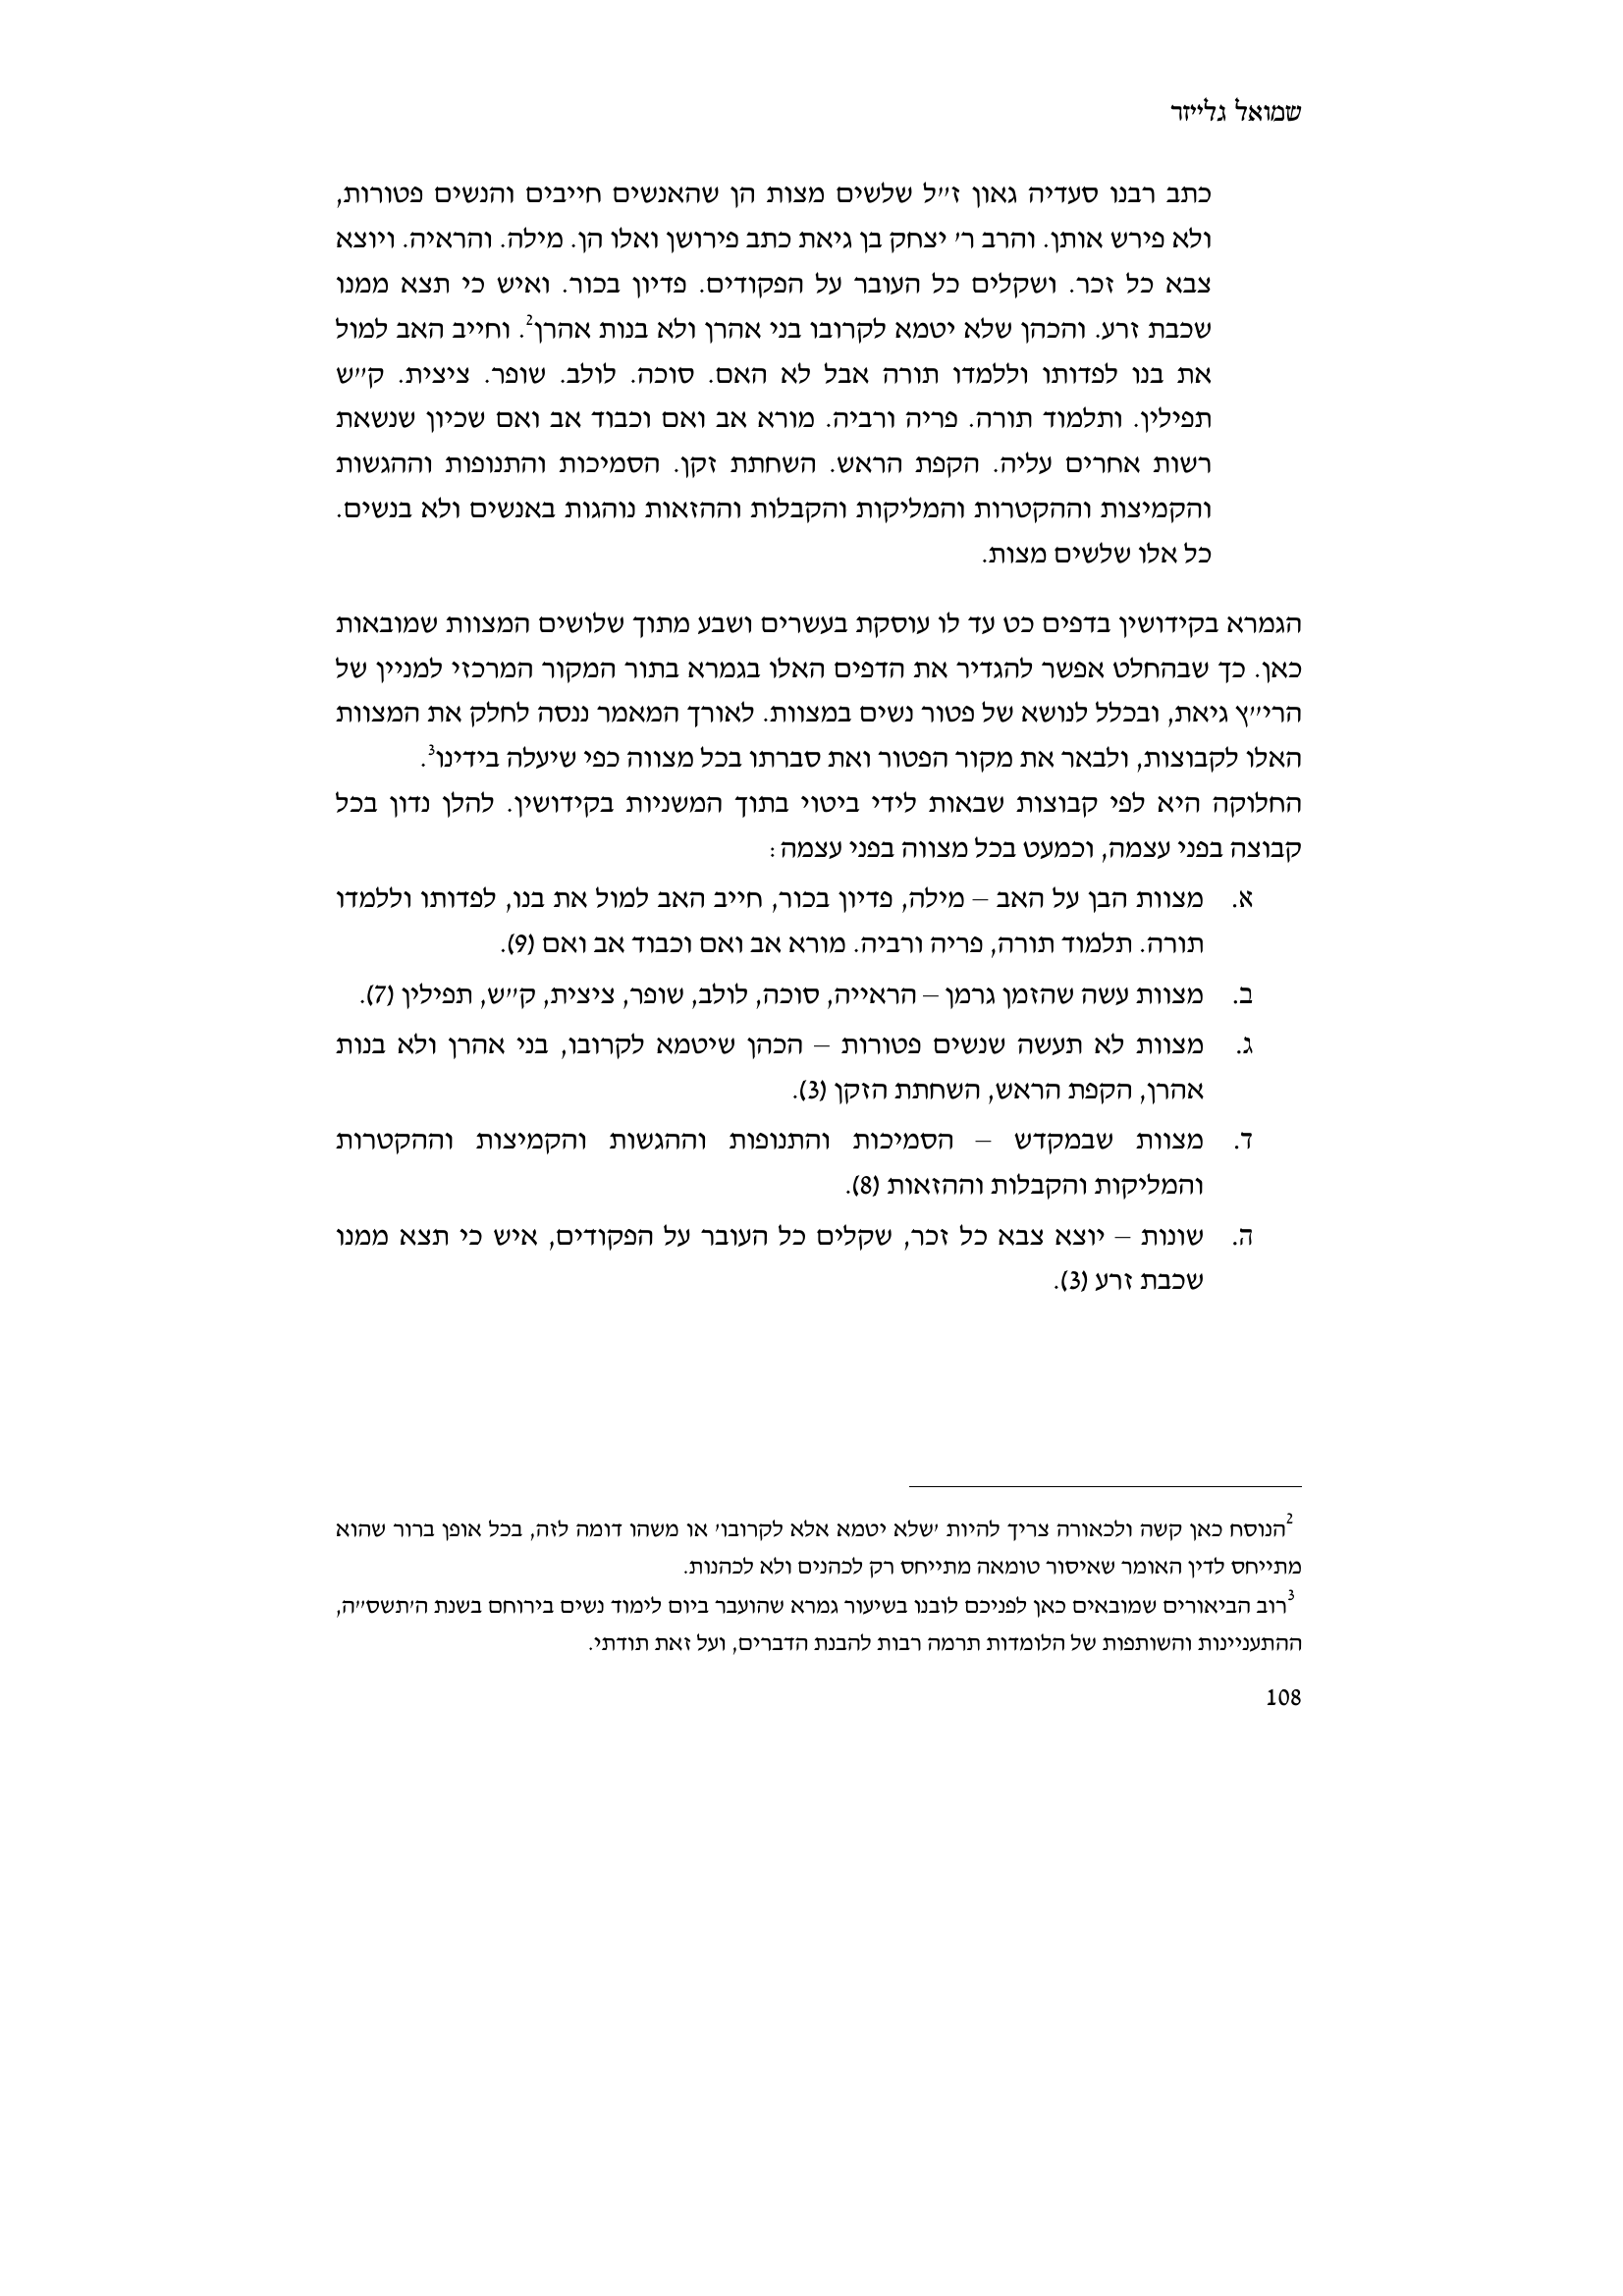 שמואל גלייזר
כתב רבנו סעדיה גאון ז״ל שלשים מצות הן שהאנשים חייבים והנשים פטורות,
ולא פירש אותן. והרב ר׳ יצחק בן גיאת כתב פירושן ואלו הן. מילה. והראיה. ויוצא
צבא כל זכר. ושקלים כל העובר על הפקודים. פדיון בכור. ואיש כי תצא ממנו
שכבת זרע. והכהן שלא יטמא לקרובו בני אהרן ולא בנות אהרן2. וחייב האב למול
את בנו לפדותו וללמדו תורה אבל לא האם. סוכה. לולב. שופר. ציצית. ק״ש
תפילין. ותלמוד תורה. פריה ורביה. מורא אב ואם וכבוד אב ואם שכיון שנשאת
רשות אחרים עליה. הקפת הראש. השחתת זקן. הסמיכות והתנופות וההגשות
והקמיצות וההקטרות והמליקות והקבלות וההזאות נוהגות באנשים ולא בנשים.
כל אלו שלשים מצות.
הגמרא בקידושין בדפים כט עד לו עוסקת בעשרים ושבע מתוך שלושים המצוות שמובאות
כאן. כך שבהחלט אפשר להגדיר את הדפים האלו בגמרא בתור המקור המרכזי למניין של
הרי״ץ גיאת, ובכלל לנושא של פטור נשים במצוות. לאורך המאמר ננסה לחלק את המצוות
האלו לקבוצות, ולבאר את מקור הפטור ואת סברתו בכל מצווה כפי שיעלה בידינו3.
החלוקה היא לפי קבוצות שבאות לידי ביטוי בתוך המשניות בקידושין. להלן נדון בכל
קבוצה בפני עצמה, וכמעט בכל מצווה בפני עצמה:
א. מצוות הבן על האב – מילה, פדיון בכור, חייב האב למול את בנו, לפדותו וללמדו
תורה. תלמוד תורה, פריה ורביה. מורא אב ואם וכבוד אב ואם (9).
ב. מצוות עשה שהזמן גרמן – הראייה, סוכה, לולב, שופר, ציצית, ק״ש, תפילין (7).
ג. מצוות לא תעשה שנשים פטורות – הכהן שיטמא לקרובו, בני אהרן ולא בנות
אהרן, הקפת הראש, השחתת הזקן (3).
ד. מצוות שבמקדש – הסמיכות והתנופות וההגשות והקמיצות וההקטרות
והמליקות והקבלות וההזאות (8).
ה. שונות – יוצא צבא כל זכר, שקלים כל העובר על הפקודים, איש כי תצא ממנו
שכבת זרע (3).
2 הנוסח כאן קשה ולכאורה צריך להיות ׳שלא יטמא אלא לקרובו׳ או משהו דומה לזה, בכל אופן ברור שהוא
מתייחס לדין האומר שאיסור טומאה מתייחס רק לכהנים ולא לכהנות.
3 רוב הביאורים שמובאים כאן לפניכם לובנו בשיעור גמרא שהועבר ביום לימוד נשים בירוחם בשנת ה׳תשס״ה,
ההתעניינות והשותפות של הלומדות תרמה רבות להבנת הדברים, ועל זאת תודתי.
108